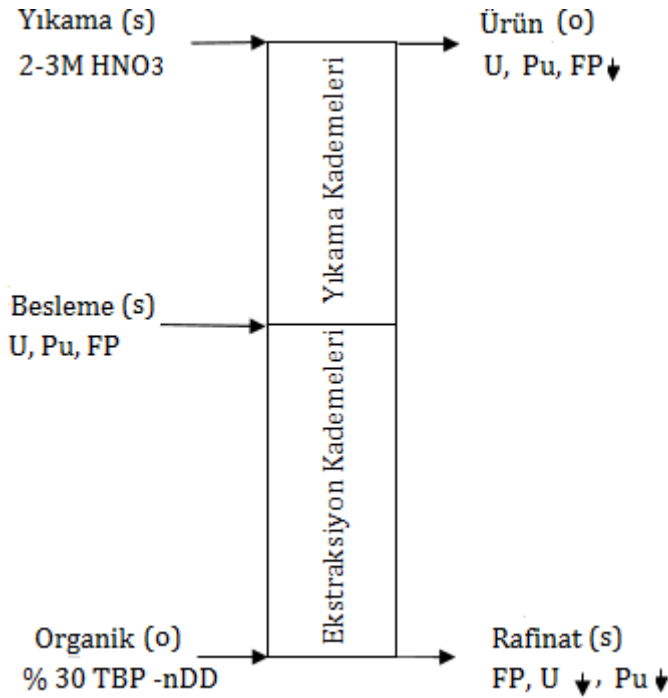 Yıkama (s)
2-3M HNO3
Ürün (o)
U, Pu, FP↓
Yıkama Kademeleri
Besleme (s)
U, Pu, FP
Ekstraksiyon Kademeleri
Organik (o)
% 30 TBP -nDD
Rafinat (s)
FP, U ↓, Pu ↓